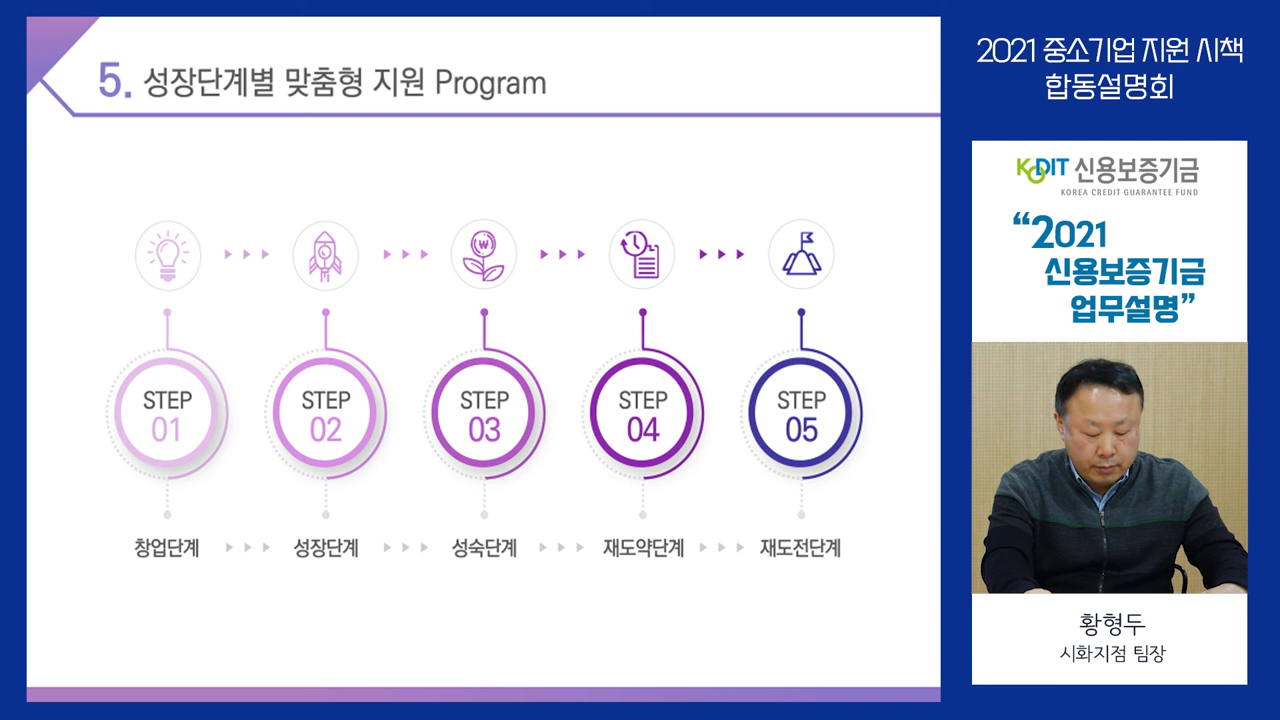 5. 성장단계별 맞춤형 지원 Program
₩
STEP 01
STEP 02
STEP 03
STEP 04
STEP 05
창업단계
성장단계
성숙단계
재도약단계
재도전단계
2021 중소기업 지원 시책
합동설명회
KODIT 신용보증기금
KOREA CREDIT GUARANTEE FUND
“2021
신용보증기금
업무설명”
황형두
시화지점 팀장